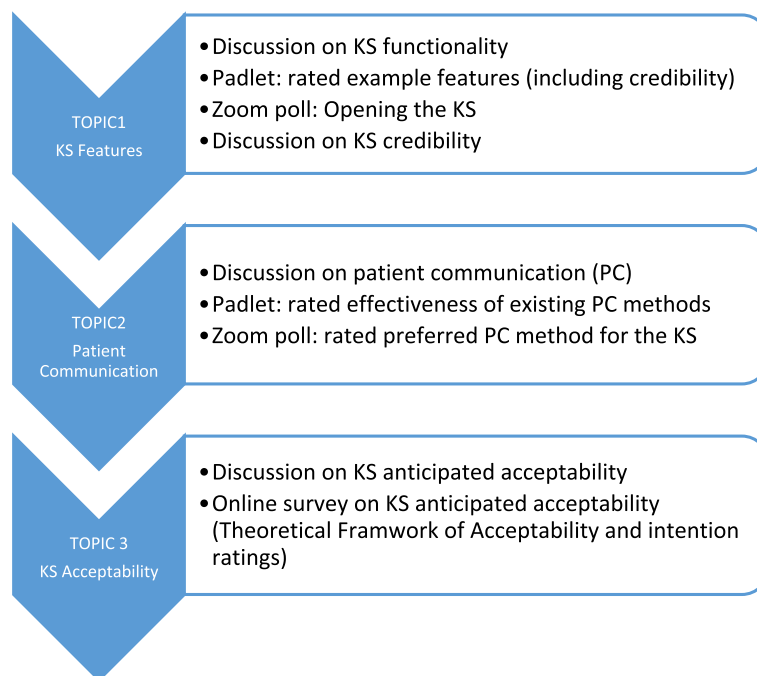 TOPIC1
KS Features
•Discussion on KS functionality
•Padlet: rated example features (including credibility)
•Zoom poll: Opening the KS
•Discussion on KS credibility
TOPIC2
Patient
Communication
•Discussion on patient communication (PC)
•Padlet: rated effectiveness of existing PC methods
•Zoom poll: rated preferred PC method for the KS
TOPIC 3
KS Acceptability
•Discussion on KS anticipated acceptability
•Online survey on KS anticipated acceptability
(Theoretical Framwork of Acceptability and intention
ratings)